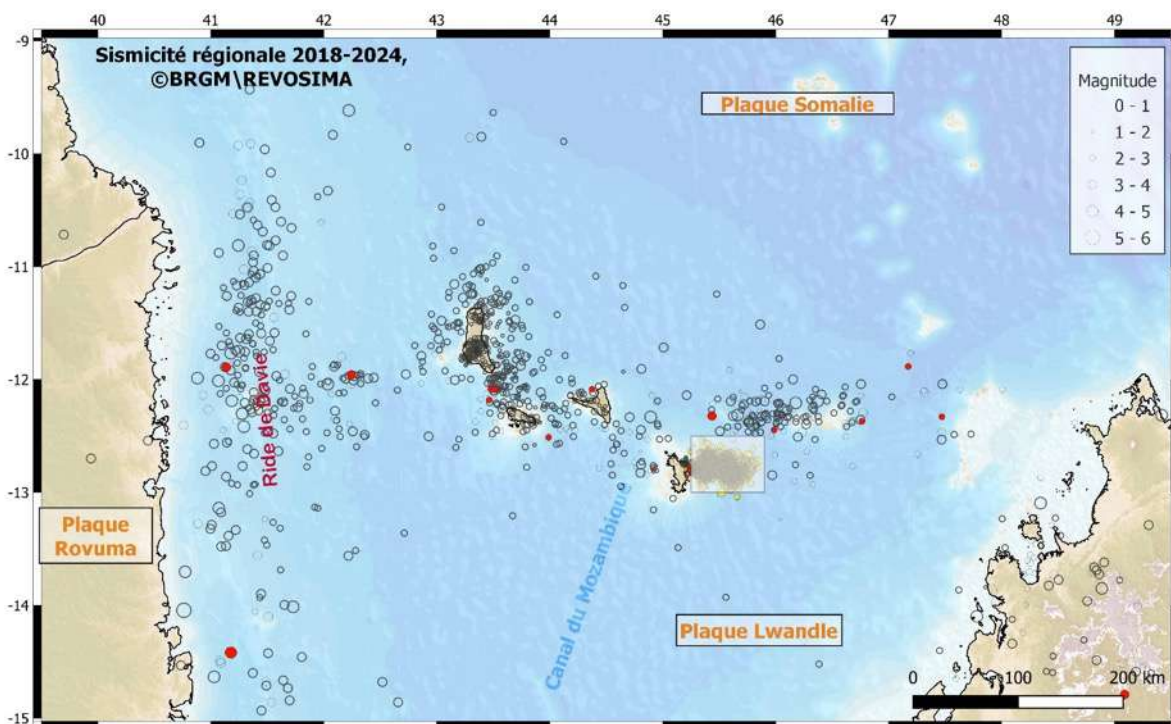 40 41 42 43 44 45 46 47 48 49
-9
-10
-11
-12
-13
-14
-15
Sismicité régionale 2018-2024,
©BRGM\REVOSIMA
Plaque Somalie
Magnitude
0 - 1
1 - 2
2 - 3
3 - 4
4 - 5
5 - 6
Ride de Davie
Plaque
Rovuma
Canal du Mozambique
Plaque Lwandle
0 100 200 km